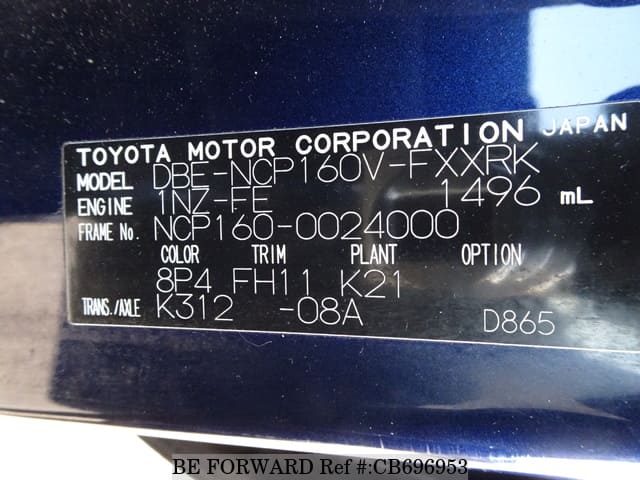 TOYOTA MOTOR CORPORATION JAPAN
MODEL DBE-NCP160V-FXXRK
ENGINE 1NZ-FE 1496 mL
FRAME No. NCP160-0024000
COLOR TRIM PLANT OPTION
8P4 FH11 K21
TRANS./AXLE K312 -08A D865
BE FORWARD Ref #:CB696953